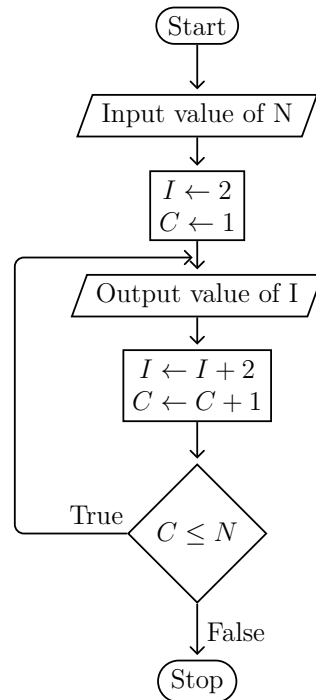 Start
Input value of N
I ← 2
C ← 1
Output value of I
I ← I + 2
C ← C + 1
True
C ≤ N
False
Stop